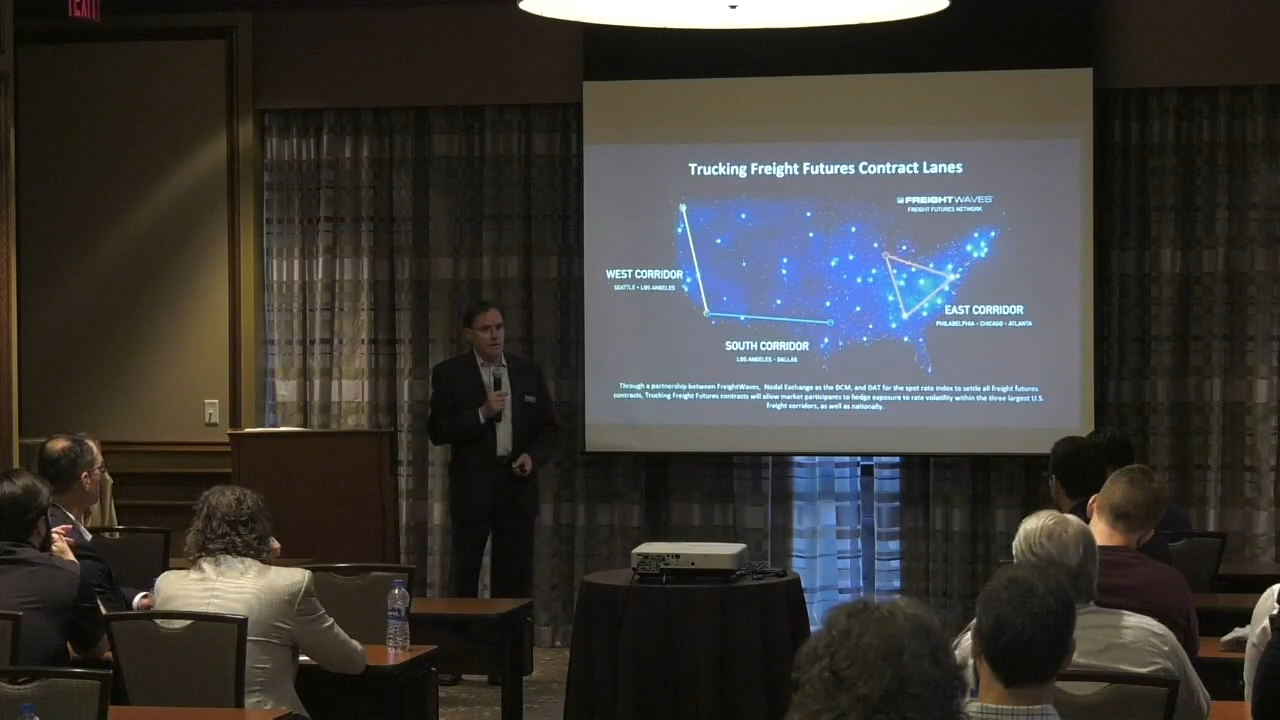 EXIT
Trucking Freight Futures Contract Lanes
FREIGHTWAVES
FREIGHT FUTURES NETWORK
WEST CORRIDOR
SEATTLE • LOS ANGELES
EAST CORRIDOR
PHILADELPHIA • CHICAGO • ATLANTA
SOUTH CORRIDOR
LOS ANGELES - DALLAS
Through a partnership between FreightWaves, Nodal Exchange as the DCM, and DAT for the spot rate index to settle all freight futures
contracts, Trucking Freight Futures contracts will allow market participants to hedge exposure to rate volatility within the three largest U.S.
freight corridors, as well as nationally.